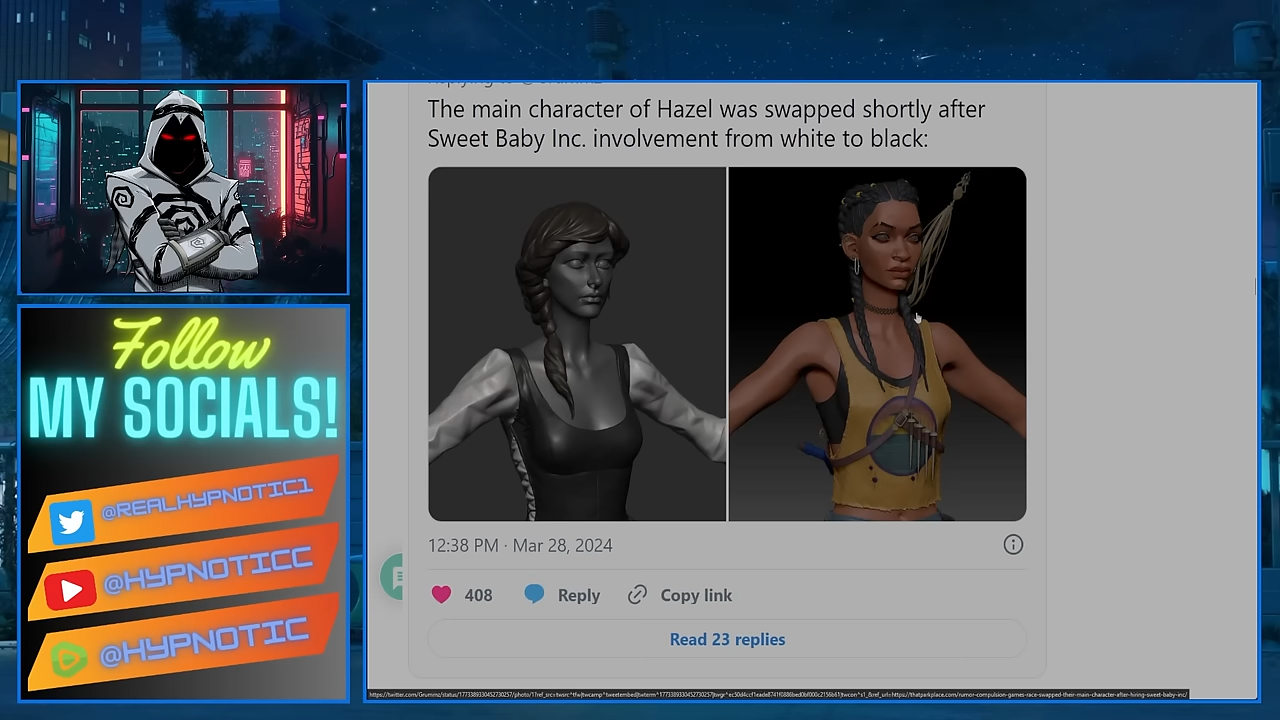 The main character of Hazel was swapped shortly after
Sweet Baby Inc. involvement from white to black:
12:38 PM · Mar 28, 2024
408
Reply
Copy link
Read 23 replies
Follow
MY SOCIALS!
@REALHYPNOTIC1
@HYPNOTICC
@HYPNOTIC